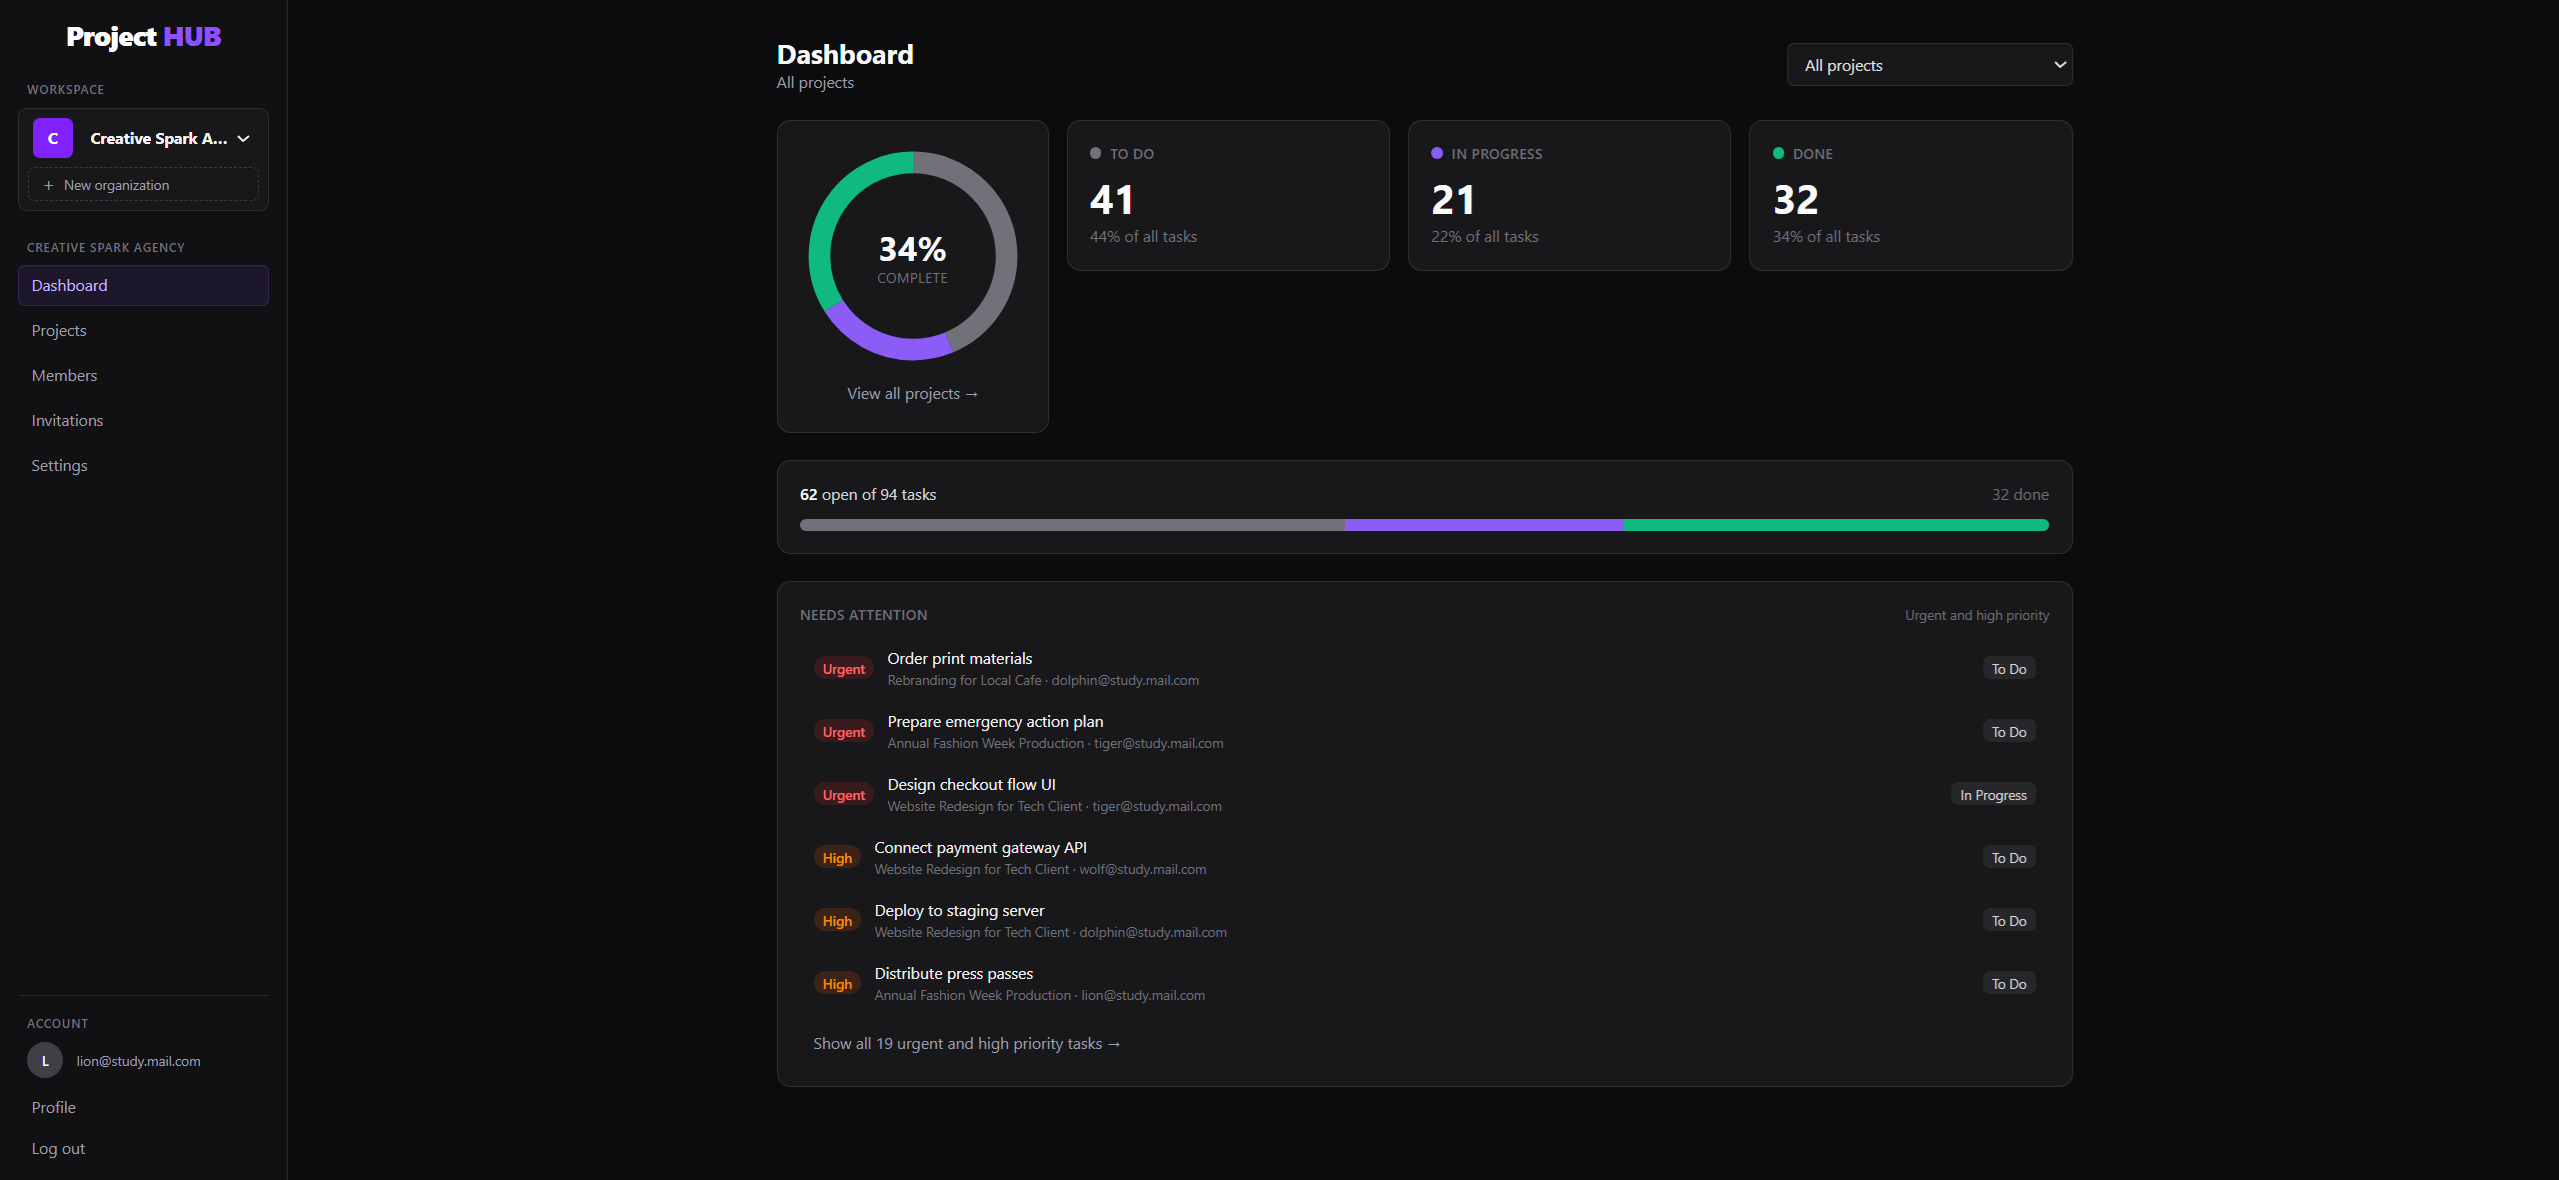 Project HUB
WORKSPACE
C
Creative Spark A...
+ New organization
CREATIVE SPARK AGENCY
Dashboard
Projects
Members
Invitations
Settings
ACCOUNT
L
lion@study.mail.com
Profile
Log out
Dashboard
All projects
All projects
34%
COMPLETE
View all projects →
TO DO
41
44% of all tasks
IN PROGRESS
21
22% of all tasks
DONE
32
34% of all tasks
62 open of 94 tasks
32 done
NEEDS ATTENTION
Urgent and high priority
Urgent
Order print materials
Rebranding for Local Cafe · dolphin@study.mail.com
To Do
Urgent
Prepare emergency action plan
Annual Fashion Week Production · tiger@study.mail.com
To Do
Urgent
Design checkout flow UI
Website Redesign for Tech Client · tiger@study.mail.com
In Progress
High
Connect payment gateway API
Website Redesign for Tech Client · wolf@study.mail.com
To Do
High
Deploy to staging server
Website Redesign for Tech Client · dolphin@study.mail.com
To Do
High
Distribute press passes
Annual Fashion Week Production · lion@study.mail.com
To Do
Show all 19 urgent and high priority tasks →